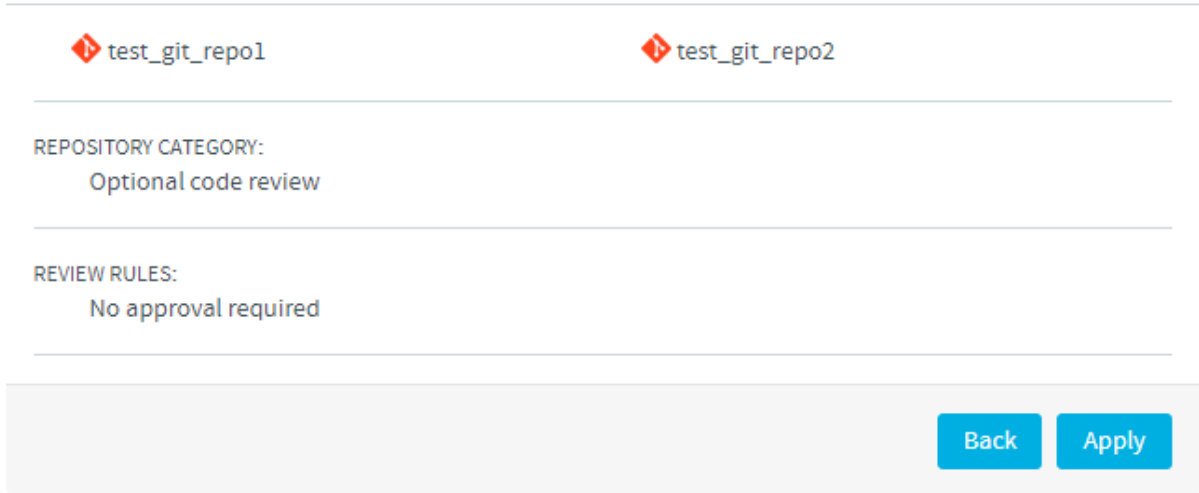 test_git_repo1 test_git_repo2
REPOSITORY CATEGORY:
Optional code review
REVIEW RULES:
No approval required
Back Apply